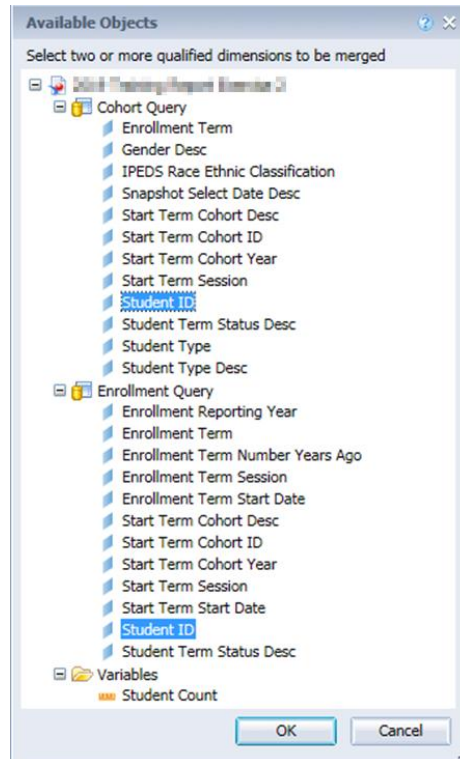 Available Objects
Select two or more qualified dimensions to be merged
Cohort Query
Enrollment Term
Gender Desc
IPEDS Race Ethnic Classification
Snapshot Select Date Desc
Start Term Cohort Desc
Start Term Cohort ID
Start Term Cohort Year
Start Term Session
Student ID
Student Term Status Desc
Student Type
Student Type Desc
Enrollment Query
Enrollment Reporting Year
Enrollment Term
Enrollment Term Number Years Ago
Enrollment Term Session
Enrollment Term Start Date
Start Term Cohort Desc
Start Term Cohort ID
Start Term Cohort Year
Start Term Session
Start Term Start Date
Student ID
Student Term Status Desc
Variables
Student Count
OK Cancel